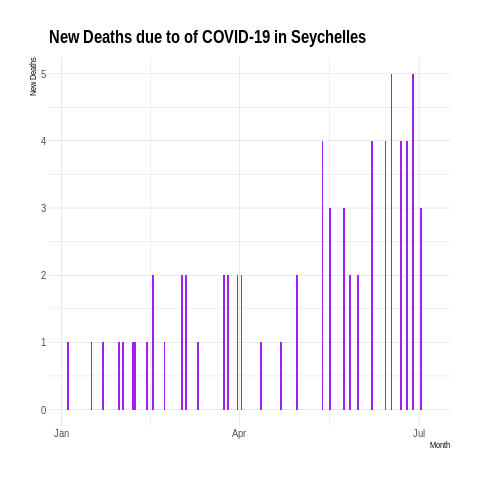 New Deaths due to of COVID-19 in Seychelles
New Deaths
5
4
3
2
1
0
Jan
Apr
Jul
Month